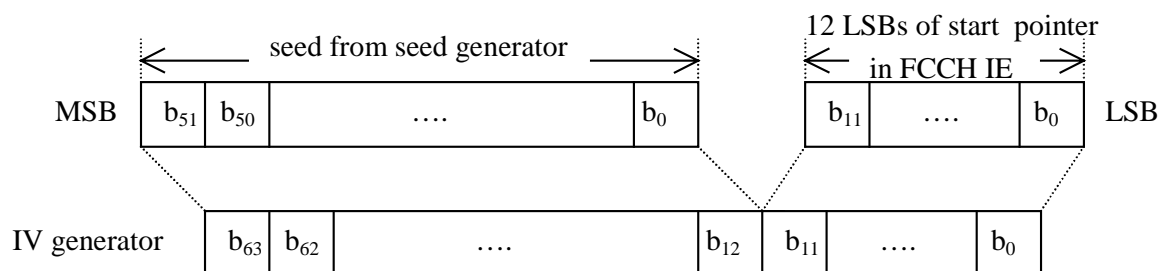 12 LSBs of start pointer
seed from seed generator
in FCCH IE
MSB b51 b50 …. b0 b11 …. b0 LSB
IV generator b63 b62 …. b12 b11 …. b0